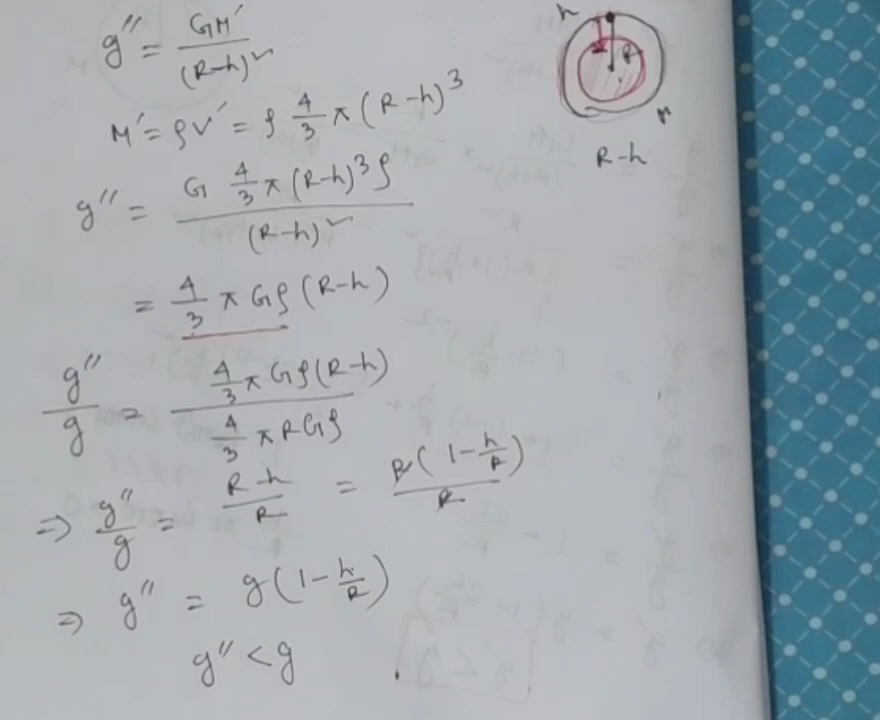 g'' = GM' / (R-h)²
M' = ρV' = ρ 4/3 π (R-h)³
g'' = G 4/3 π (R-h)³ ρ / (R-h)²
= 4/3 π Gρ (R-h)
g''/g = 4/3 π Gρ(R-h) / 4/3 π R Gρ
⇒ g''/g = R-h / R = R(1-h/R) / R
⇒ g'' = g(1-h/R)
g'' < g
h
R
M
R-h